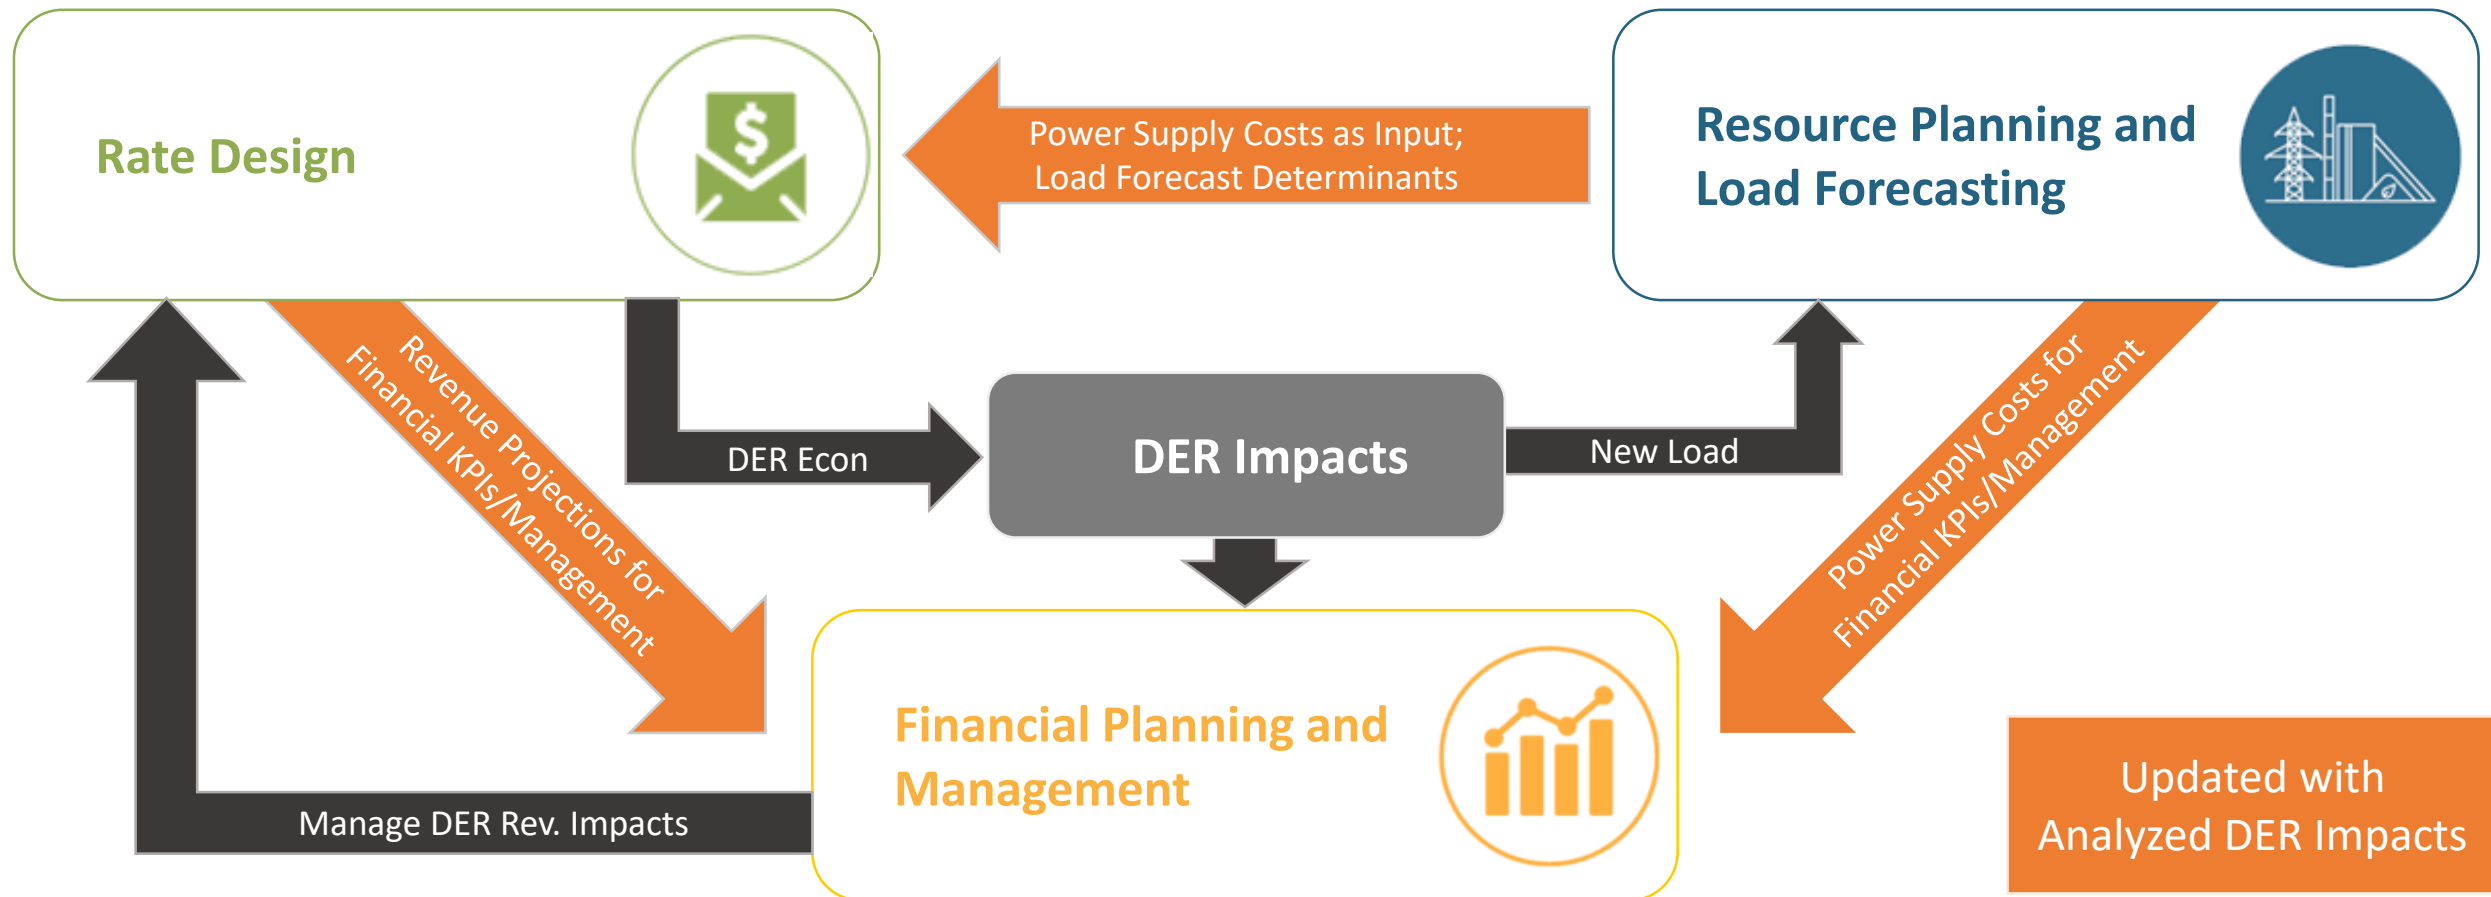 Rate Design
$
Power Supply Costs as Input;
Load Forecast Determinants
Resource Planning and
Load Forecasting
Revenue Projections for
Financial KPIs/Management
DER Econ
DER Impacts
New Load
Power Supply Costs for
Financial KPIs/Management
Financial Planning and
Management
Manage DER Rev. Impacts
Updated with
Analyzed DER Impacts